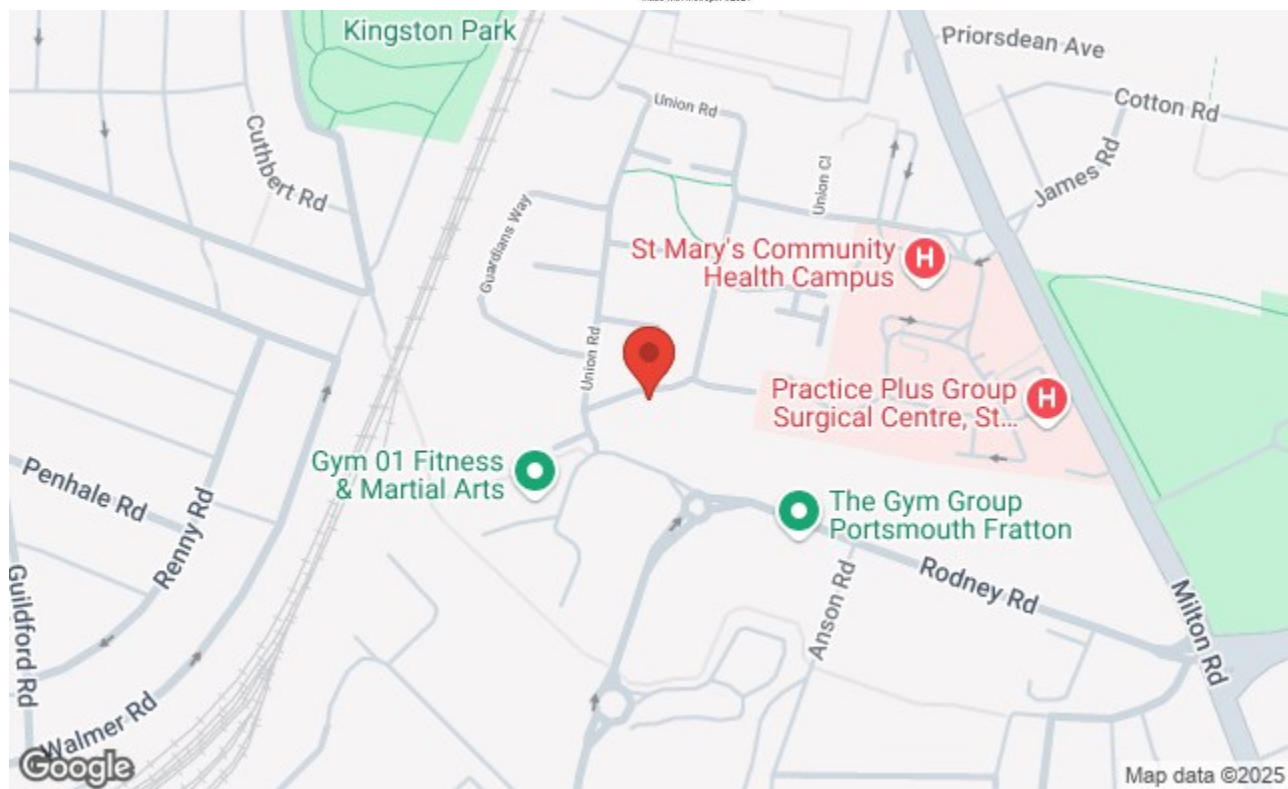 Kingston Park
Priorsdean Ave
Union Rd
Cotton Rd
Cuthbert Rd
James Rd
Union Cl
Guardians Way
St Mary's Community
Health Campus
H
Union Rd
Practice Plus Group
Surgical Centre, St...
H
Gym 01 Fitness
& Martial Arts
Penhale Rd
Renny Rd
The Gym Group
Portsmouth Fratton
Rodney Rd
Anson Rd
Guildford Rd
Milton Rd
Walmer Rd
Google
Map data ©2025